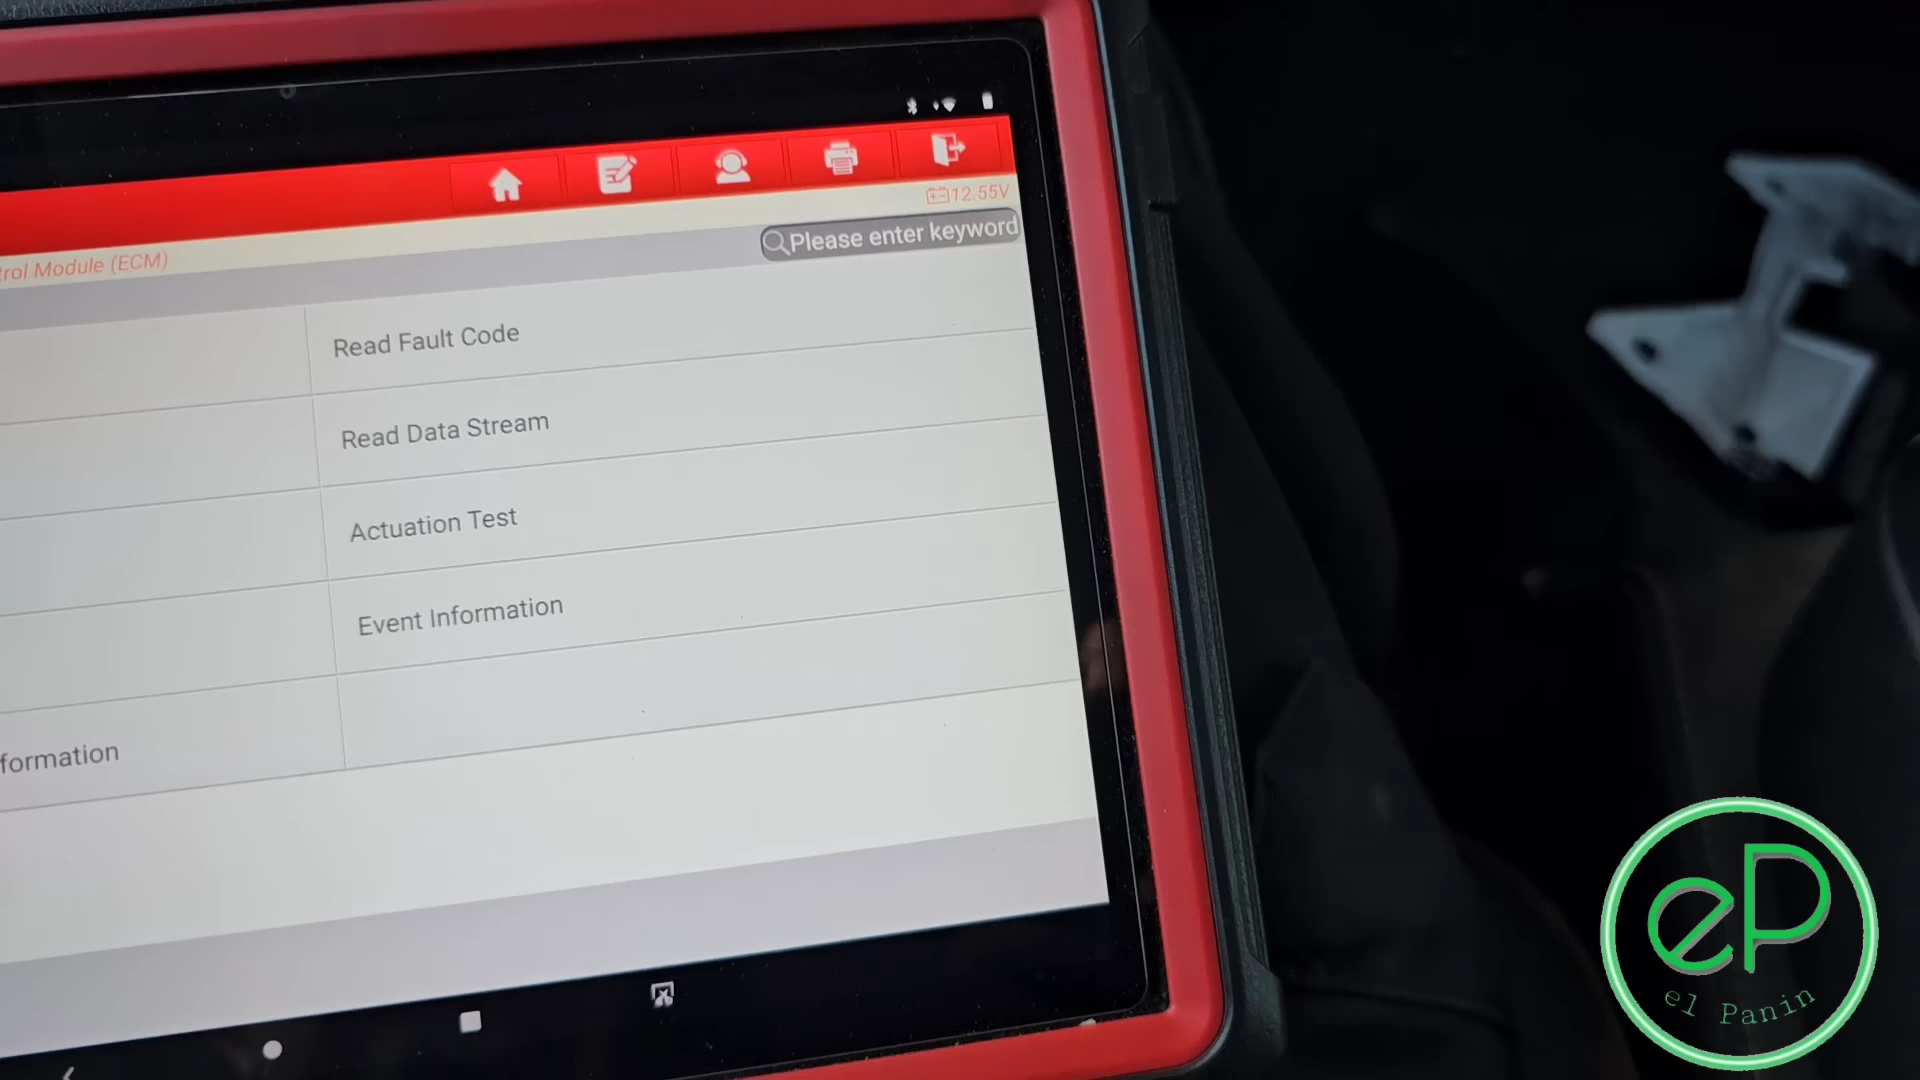 12.55V
trol Module (ECM)
Please enter keyword
Read Fault Code
Read Data Stream
Actuation Test
Event Information
formation
eP
el Panin